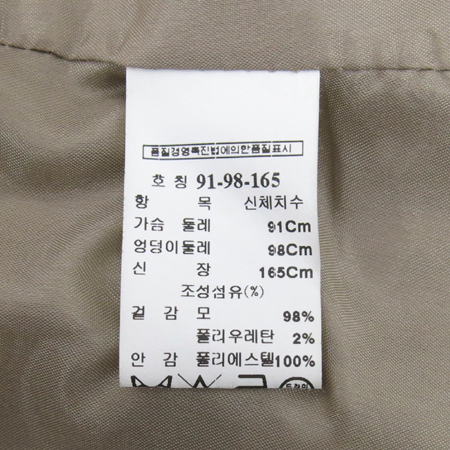 품질경영촉진법에의한품질표시
호 칭 91-98-165
항 목 신체치수
가슴 둘레 91Cm
엉덩이둘레 98Cm
신 장 165Cm
조성섬유(%)
겉 감 모 98%
폴리우레탄 2%
안 감 폴리에스텔100%